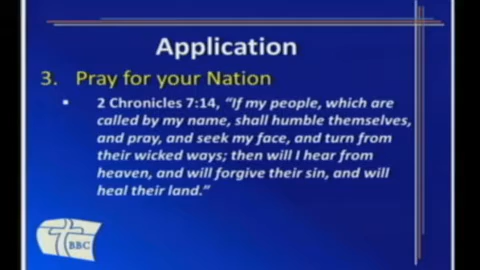 Application
3. Pray for your Nation
▪ 2 Chronicles 7:14, “If my people, which are
called by my name, shall humble themselves,
and pray, and seek my face, and turn from
their wicked ways; then will I hear from
heaven, and will forgive their sin, and will
heal their land.”
BBC